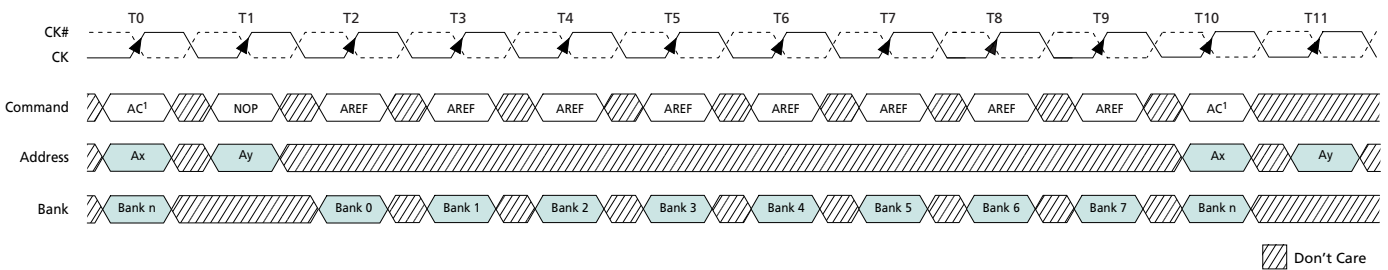 T0 T1 T2 T3 T4 T5 T6 T7 T8 T9 T10 T11
CK#
CK
Command AC¹ NOP AREF AREF AREF AREF AREF AREF AREF AREF AC¹
Address Ax Ay Ax Ay
Bank Bank n Bank 0 Bank 1 Bank 2 Bank 3 Bank 4 Bank 5 Bank 6 Bank 7 Bank n
Don't Care